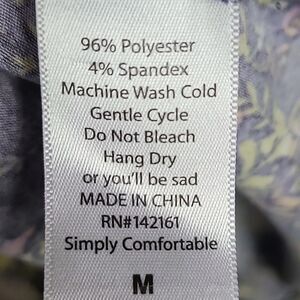 96% Polyester
4% Spandex
Machine Wash Cold
Gentle Cycle
Do Not Bleach
Hang Dry
or you'll be sad
MADE IN CHINA
RN#142161
Simply Comfortable
M